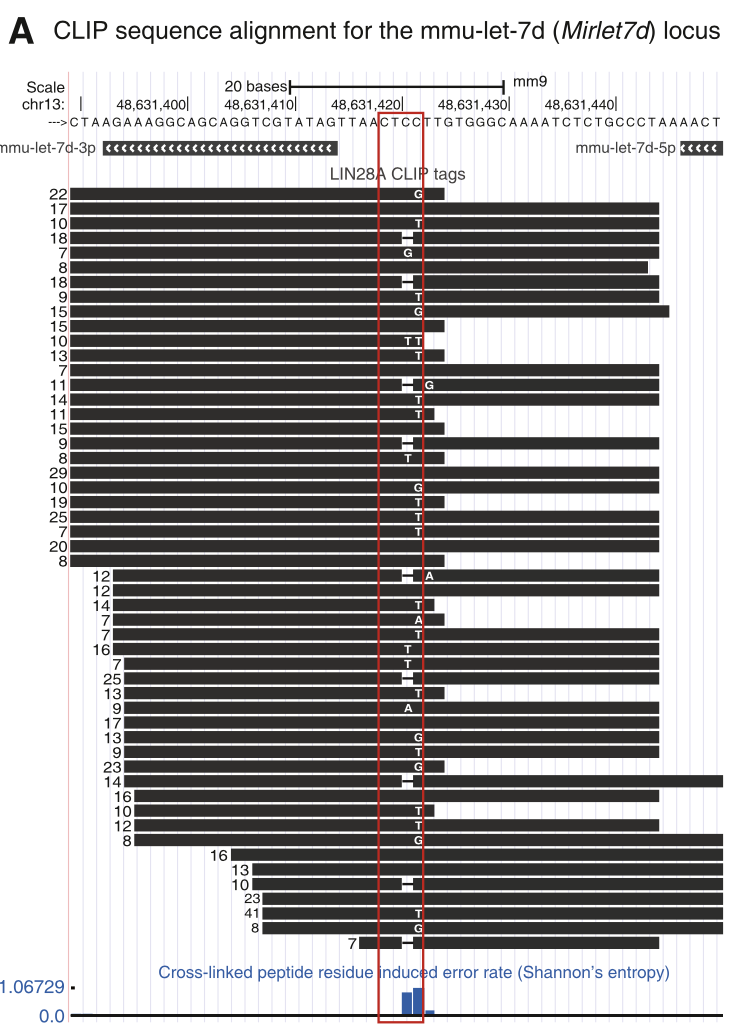 A CLIP sequence alignment for the mmu-let-7d (Mirlet7d) locus
Scale 20 bases mm9
chr13: 48,631,400 48,631,410 48,631,420 48,631,430 48,631,440
---> CTAAGAAAGGCAGCAGGTCGTATAGTTAACTCCTTGTGGGCAAAATCTCTGCCCTAAAACT
mmu-let-7d-3p mmu-let-7d-5p
LIN28A CLIP tags
22 G
17
10 T
18
7 G
8
18
9 T
15 G
15
10 T T
13 T
7
11 G
14 T
11 T
15
9
8 T
29
10 G
19 T
25 T
7 T
20
8
12 A
12
14 T
7 A
7 T
16 T
7 T
25
13 T
9 A
17
13 G
9 T
23 G
14
16
10 T
12 T
8 G
16
13
10
23
41 T
8 G
7
Cross-linked peptide residue induced error rate (Shannon's entropy)
1.06729
0.0